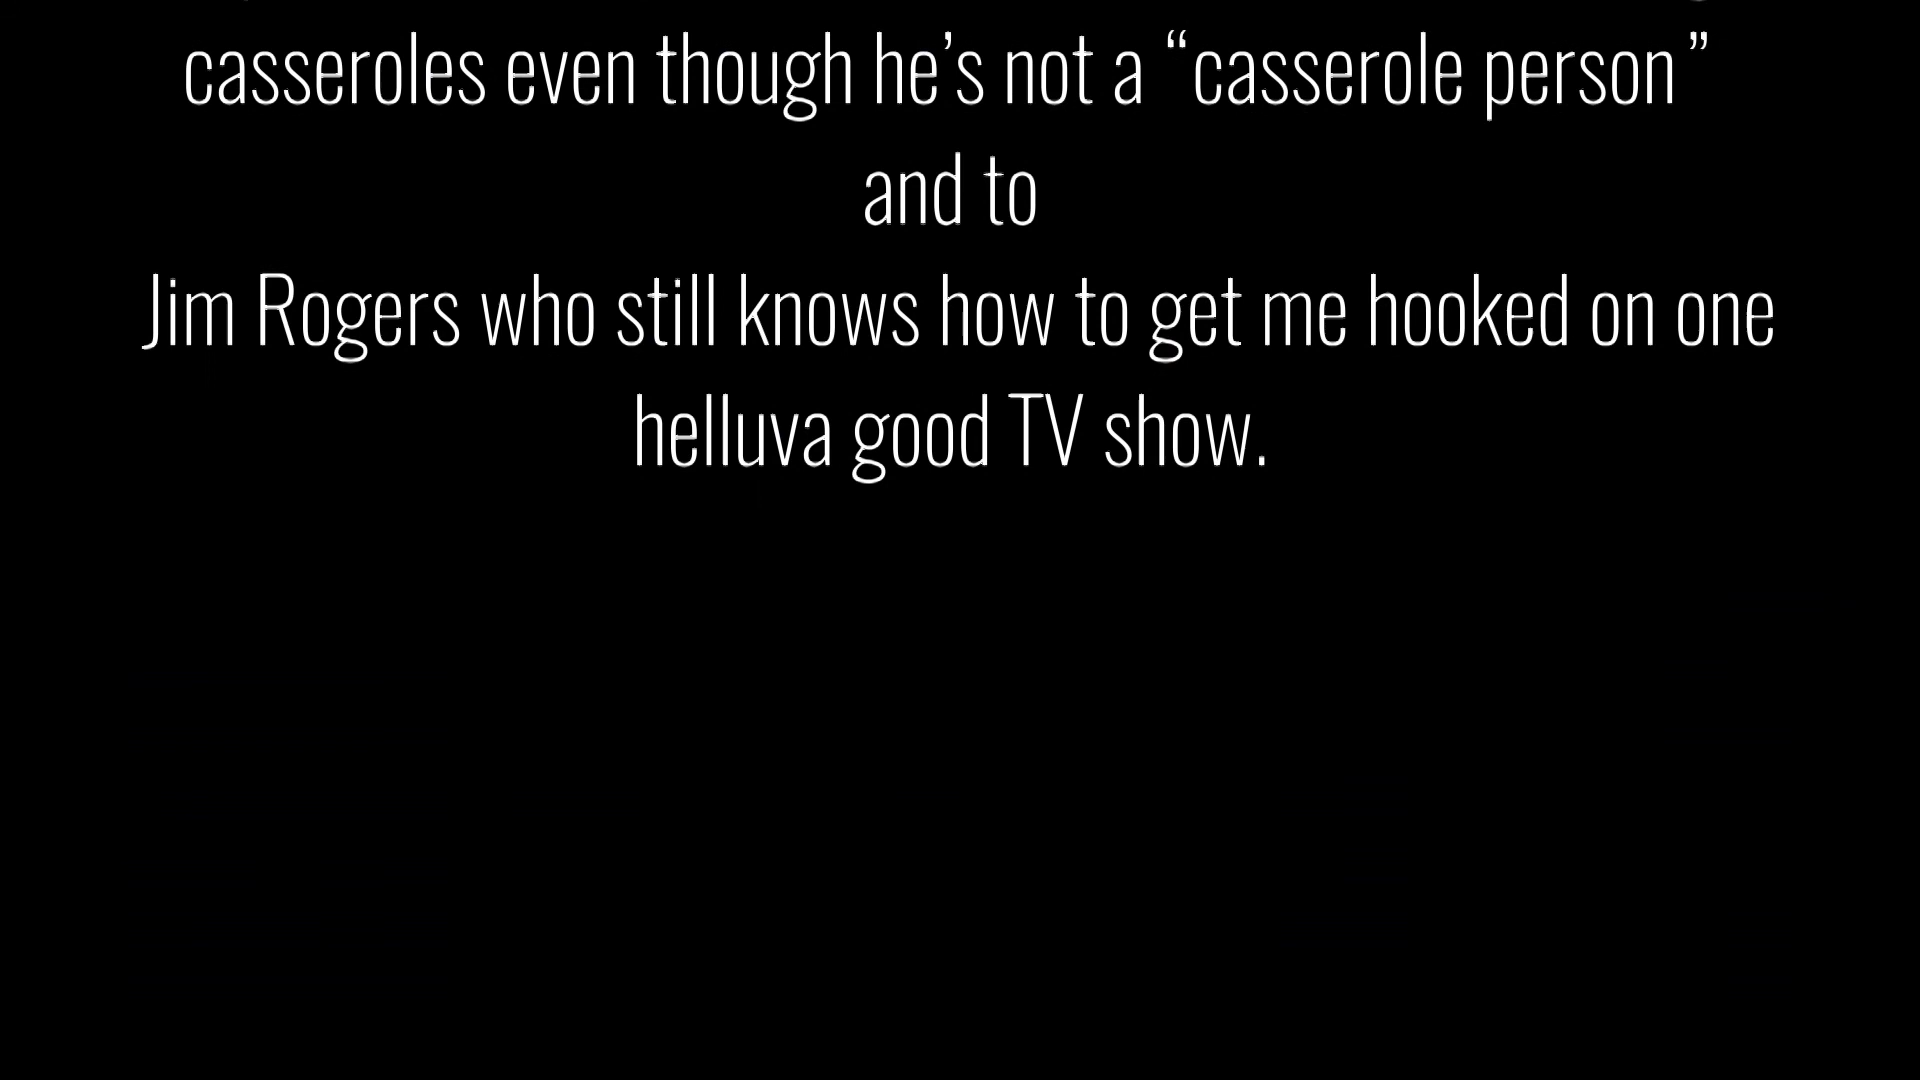 casseroles even though he’s not a “casserole person”
and to
Jim Rogers who still knows how to get me hooked on one
helluva good TV show.